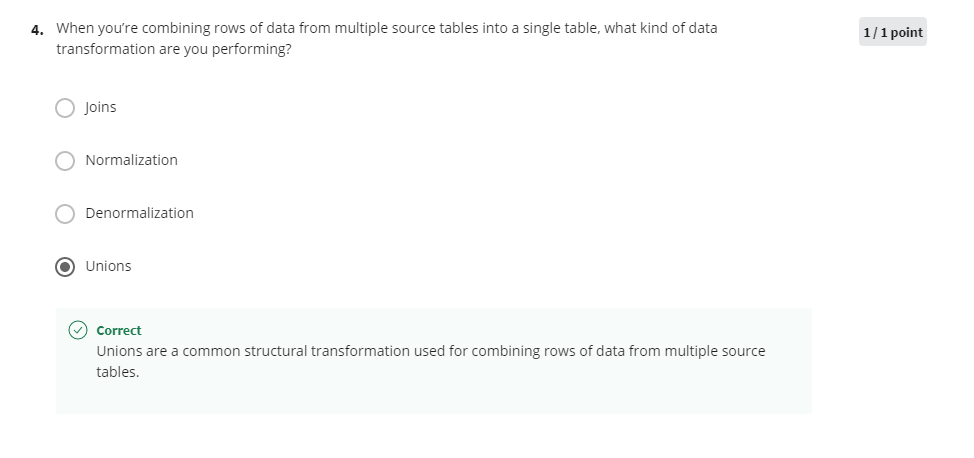 4. When you're combining rows of data from multiple source tables into a single table, what kind of data
transformation are you performing?
1 / 1 point
Joins
Normalization
Denormalization
Unions
Correct
Unions are a common structural transformation used for combining rows of data from multiple source
tables.